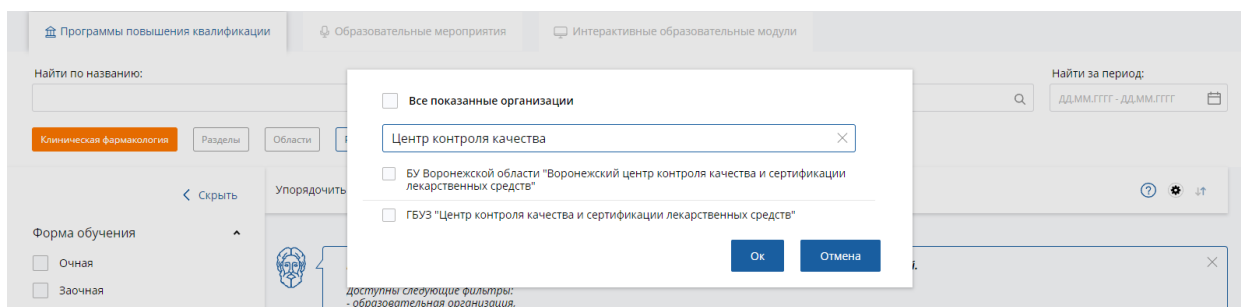 Программы повышения квалификации
Образовательные мероприятия
Интерактивные образовательные модули
Найти по названию:
Найти за период:
ДД.ММ.ГГГГ - ДД.ММ.ГГГГ
Все показанные организации
Центр контроля качества
Клиническая фармакология
Разделы
Области
БУ Воронежской области "Воронежский центр контроля качества и сертификации
лекарственных средств"
Скрыть
Упорядочить
ГБУЗ "Центр контроля качества и сертификации лекарственных средств"
Форма обучения
Очная
Ок
Отмена
Заочная
Доступны следующие фильтры:
- образовательная организация,